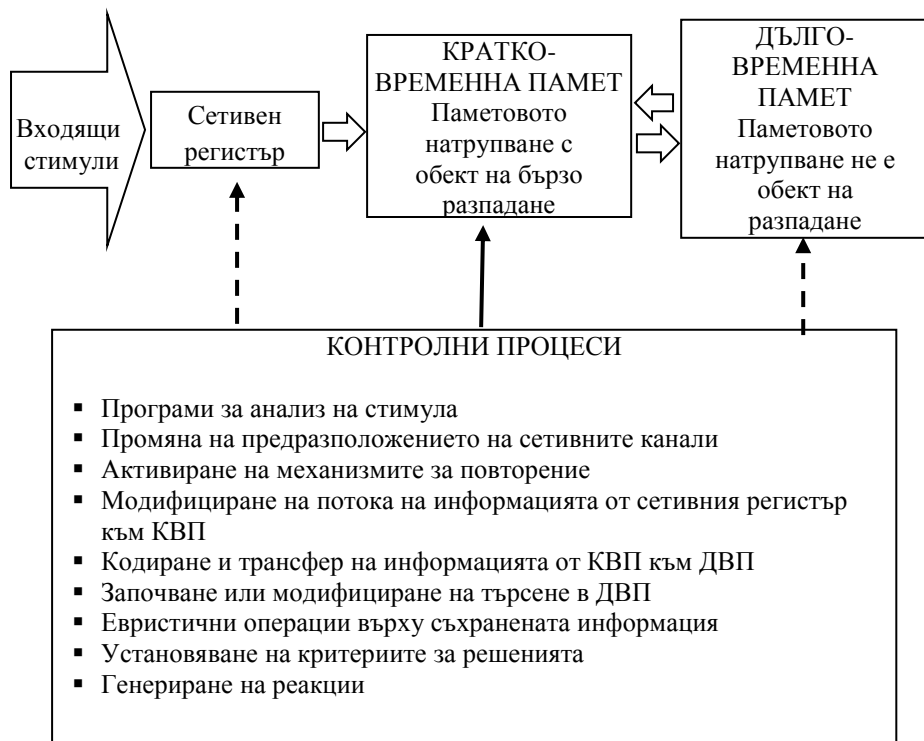 Входящи
стимули
Сетивен
регистър
КРАТКО-
ВРЕМЕННА ПАМЕТ
Паметовото
натрупване с
обект на бързо
разпадане
ДЪЛГО-
ВРЕМЕННА
ПАМЕТ
Паметовото
натрупване не е
обект на
разпадане
КОНТРОЛНИ ПРОЦЕСИ
▪ Програми за анализ на стимула
▪ Промяна на предразположението на сетивните канали
▪ Активиране на механизмите за повторение
▪ Модифициране на потока на информацията от сетивния регистър
към КВП
▪ Кодиране и трансфер на информацията от КВП към ДВП
▪ Започване или модифициране на търсене в ДВП
▪ Евристични операции върху съхранената информация
▪ Установяване на критериите за решенията
▪ Генериране на реакции